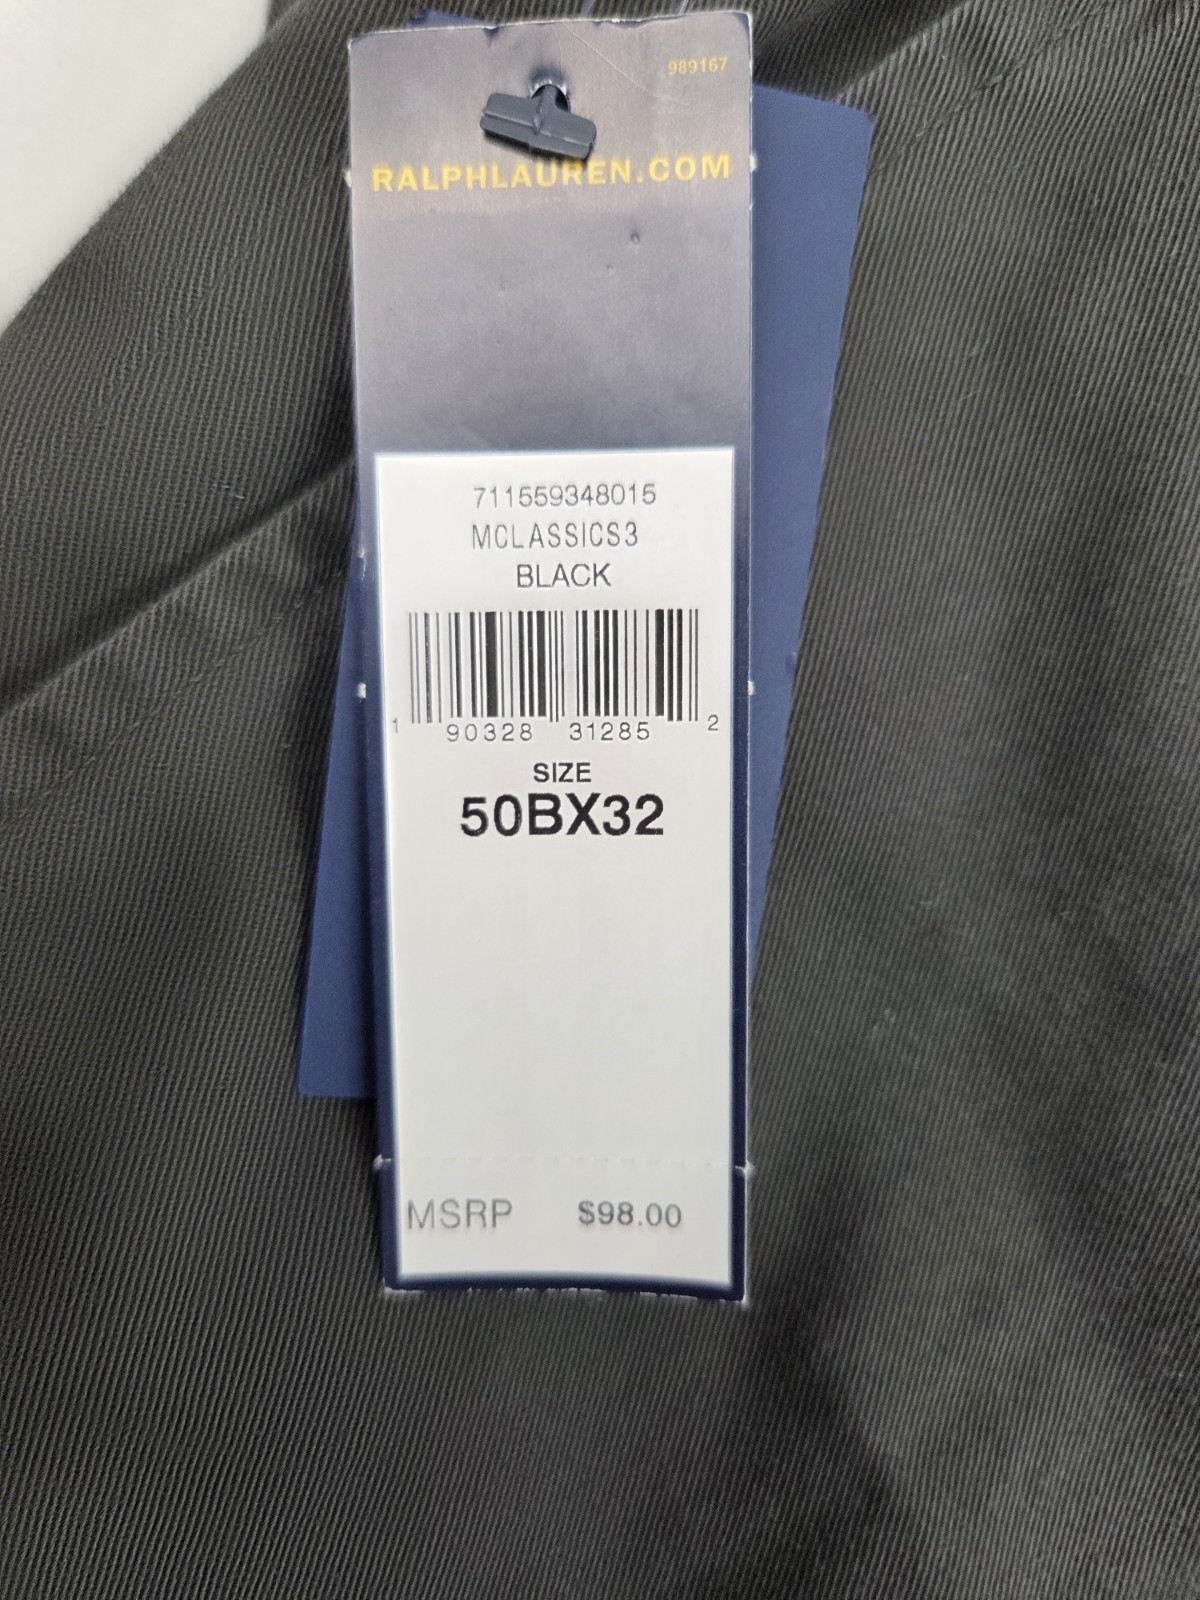 989167
RALPHLAUREN.COM
711559348015
MCLASSICS3
BLACK
1 90328 31285 2
SIZE
50BX32
MSRP $98.00